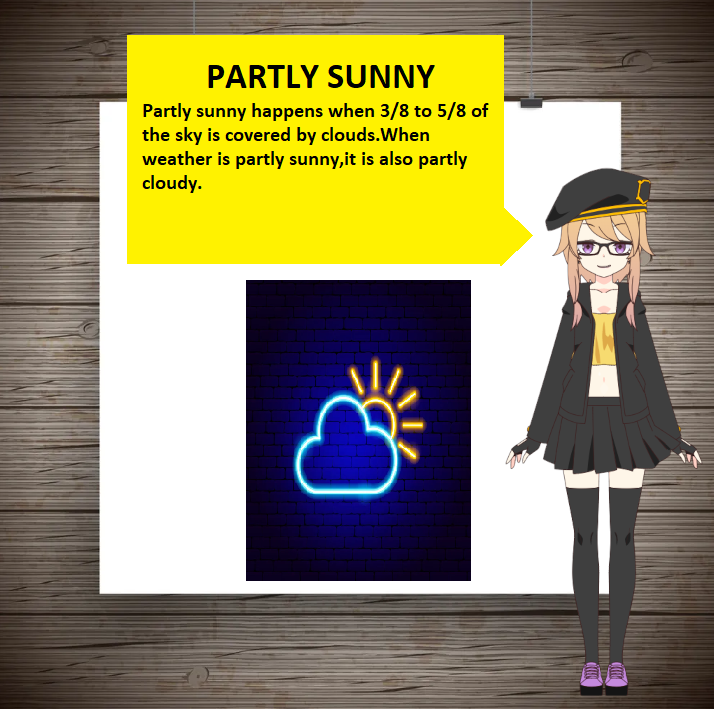 PARTLY SUNNY
Partly sunny happens when 3/8 to 5/8 of
the sky is covered by clouds.When
weather is partly sunny,it is also partly
cloudy.